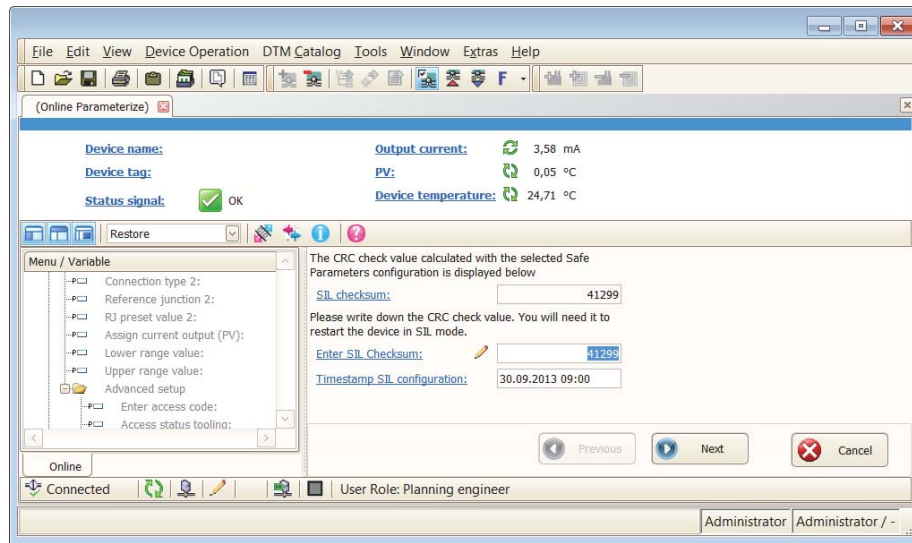 File Edit View Device Operation DTM Catalog Tools Window Extras Help
F
(Online Parameterize)
Device name:
Output current: 3,58 mA
Device tag:
PV: 0,05 °C
Status signal: OK
Device temperature: 24,71 °C
Restore
Menu / Variable
Connection type 2:
Reference junction 2:
RJ preset value 2:
Assign current output (PV):
Lower range value:
Upper range value:
Advanced setup
Enter access code:
Access status tooling:
Online
The CRC check value calculated with the selected Safe
Parameters configuration is displayed below
SIL checksum: 41299
Please write down the CRC check value. You will need it to
restart the device in SIL mode.
Enter SIL Checksum: 41299
Timestamp SIL configuration: 30.09.2013 09:00
Previous Next Cancel
Connected User Role: Planning engineer
Administrator Administrator / -